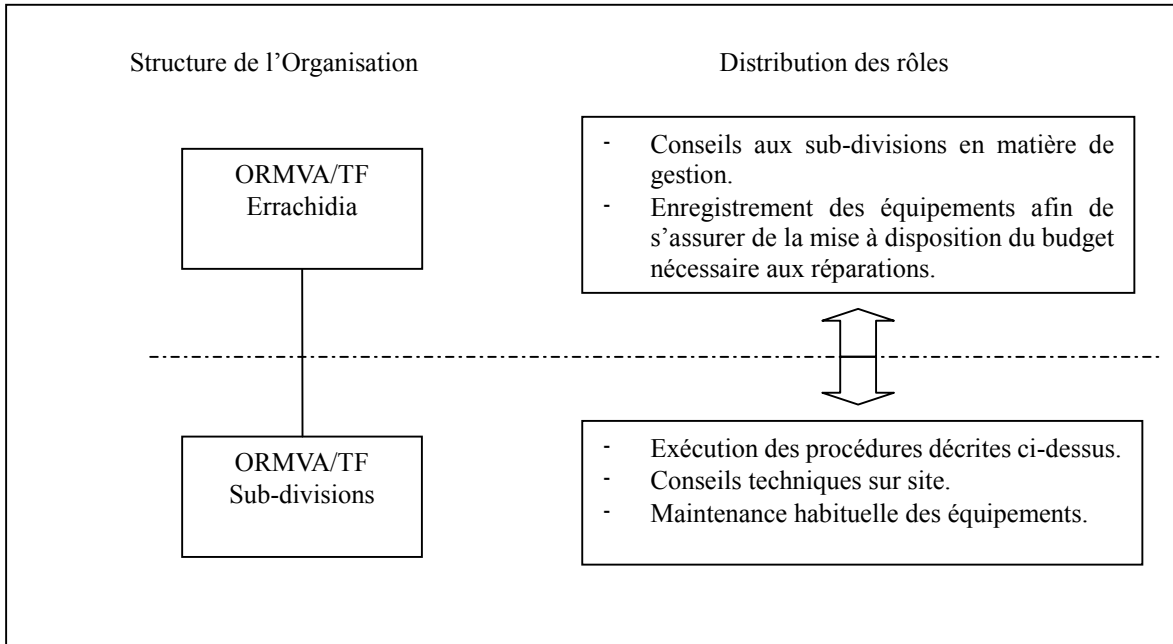 Structure de l’Organisation
Distribution des rôles
ORMVA/TF
Errachidia
- Conseils aux sub-divisions en matière de
gestion.
- Enregistrement des équipements afin de
s’assurer de la mise à disposition du budget
nécessaire aux réparations.
ORMVA/TF
Sub-divisions
- Exécution des procédures décrites ci-dessus.
- Conseils techniques sur site.
- Maintenance habituelle des équipements.